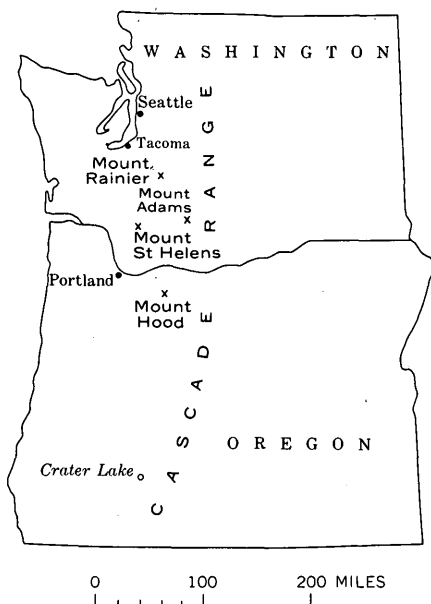 WASHINGTON
Seattle
Tacoma
Mount
Rainier
Mount
Adams
Mount
St Helens
Portland
Mount
Hood
CASCADE RANGE
OREGON
Crater Lake
0 100 200 MILES